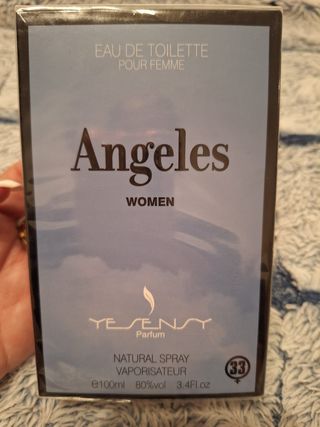 EAU DE TOILETTE
POUR FEMME
Angeles
WOMEN
YESENSY
Parfum
NATURAL SPRAY
VAPORISATEUR
33
℮100ml 80%vol 3.4Fl.oz